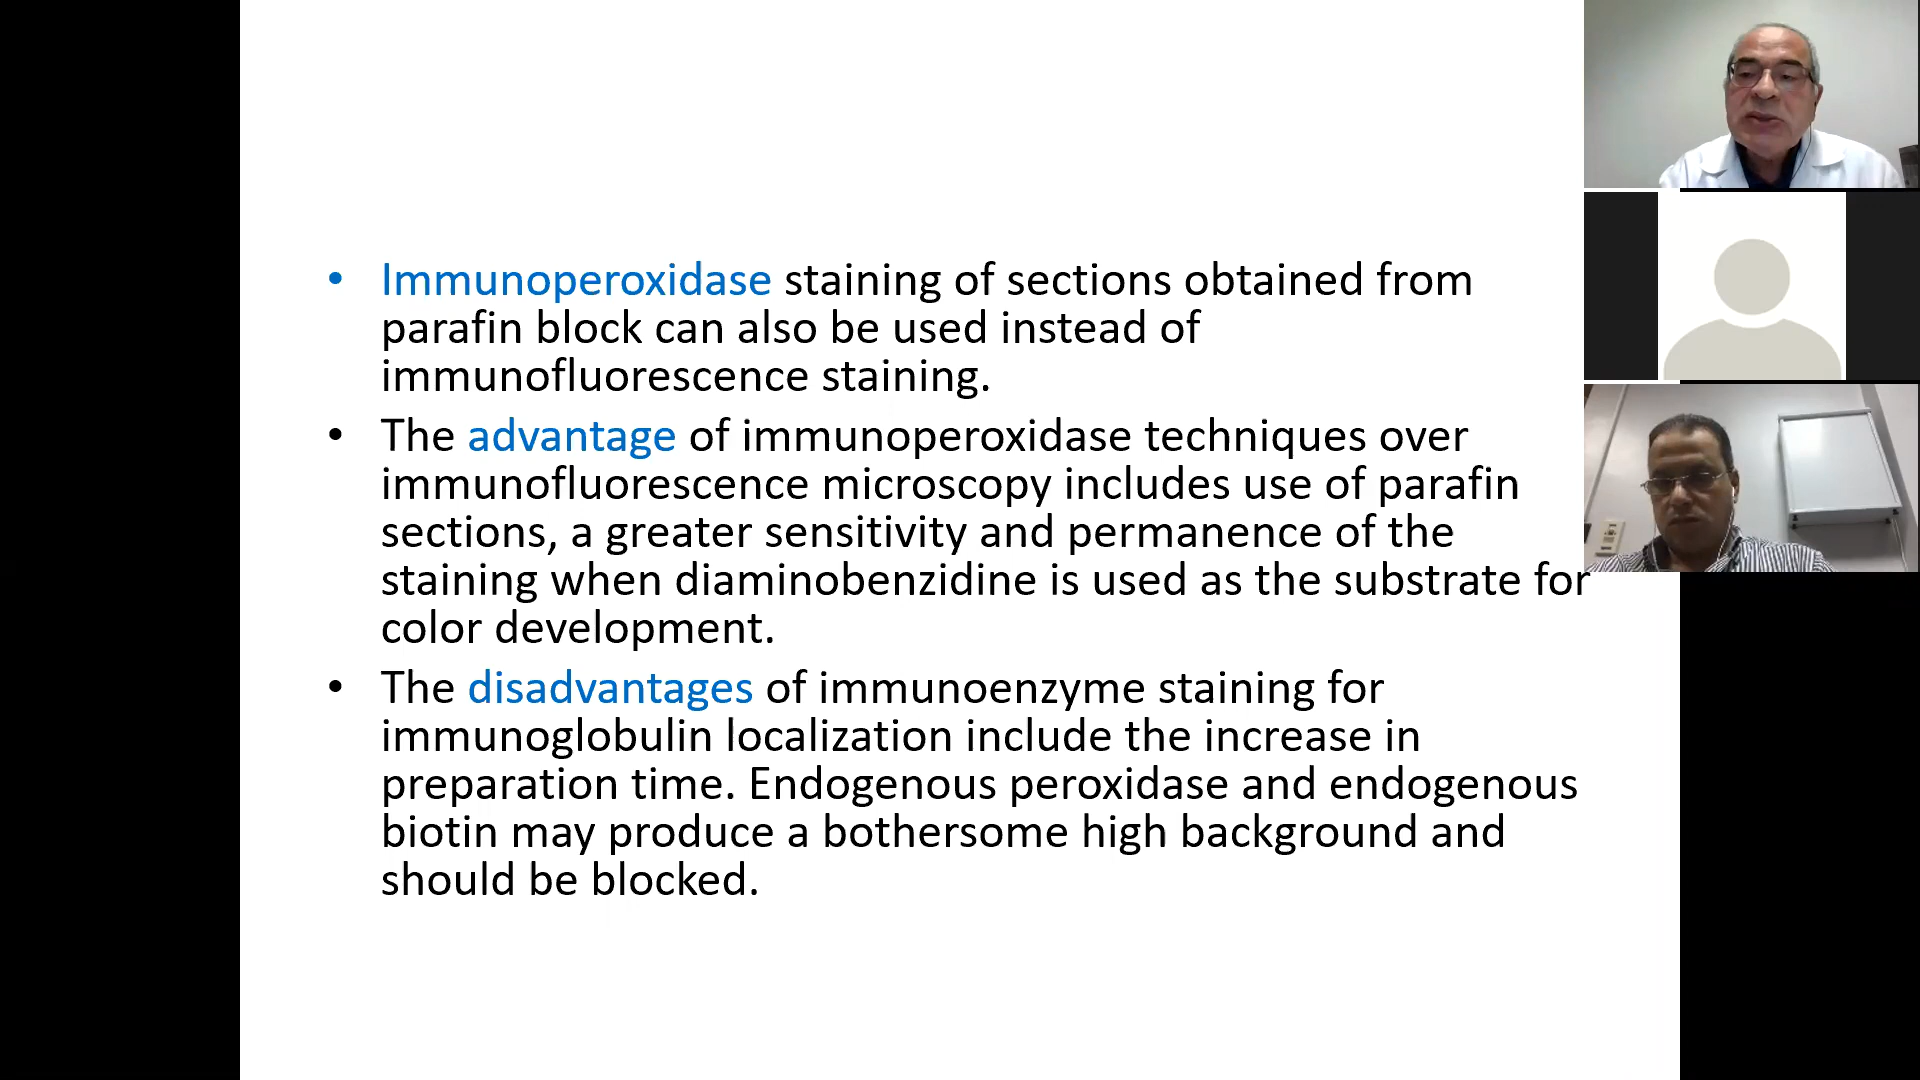 • Immunoperoxidase staining of sections obtained from
parafin block can also be used instead of
immunofluorescence staining.
• The advantage of immunoperoxidase techniques over
immunofluorescence microscopy includes use of parafin
sections, a greater sensitivity and permanence of the
staining when diaminobenzidine is used as the substrate for
color development.
• The disadvantages of immunoenzyme staining for
immunoglobulin localization include the increase in
preparation time. Endogenous peroxidase and endogenous
biotin may produce a bothersome high background and
should be blocked.